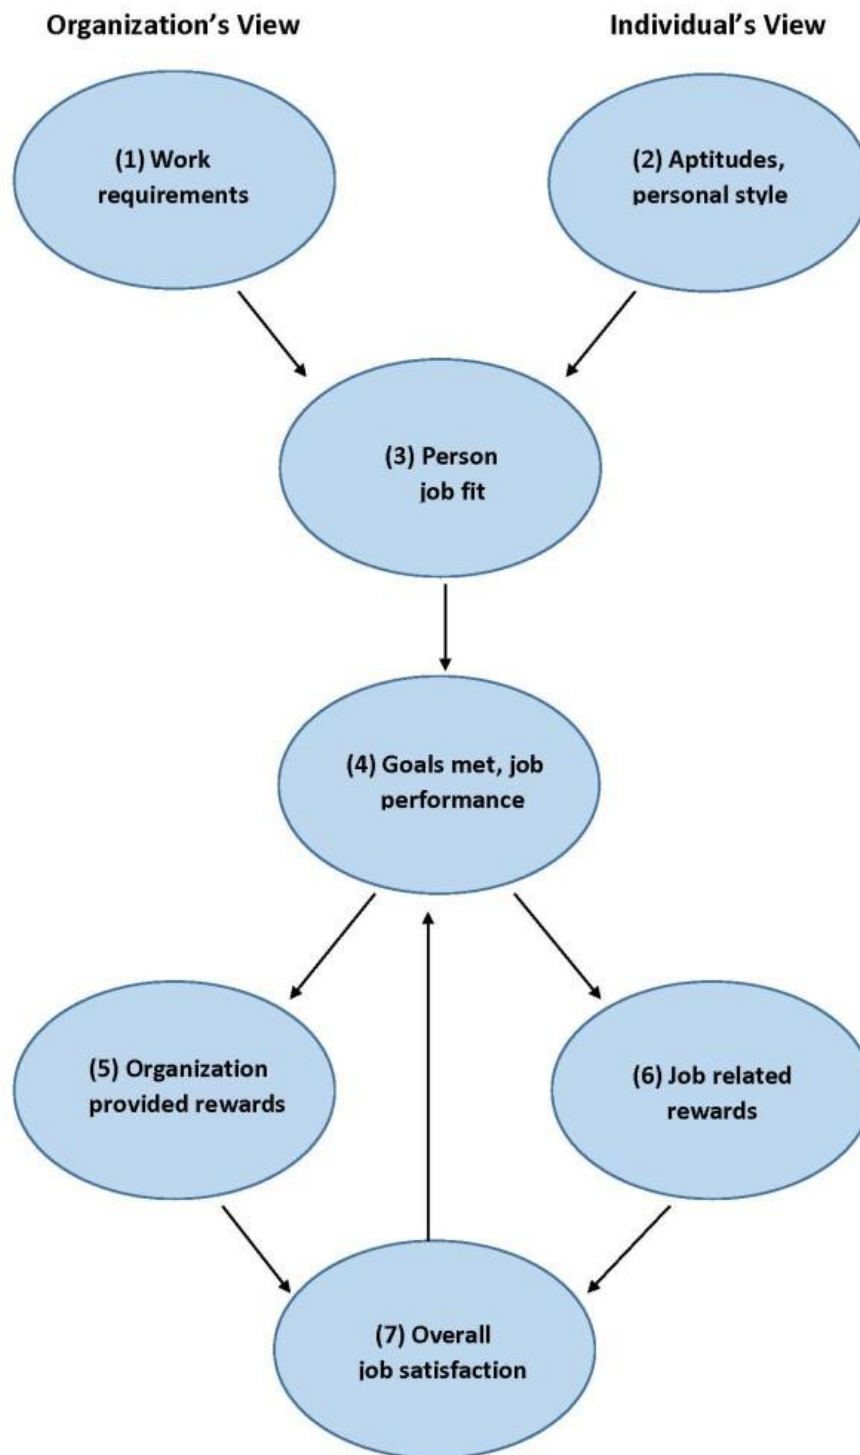 Organization's View
Individual's View
(1) Work
requirements
(2) Aptitudes,
personal style
(3) Person
job fit
(4) Goals met, job
performance
(5) Organization
provided rewards
(6) Job related
rewards
(7) Overall
job satisfaction